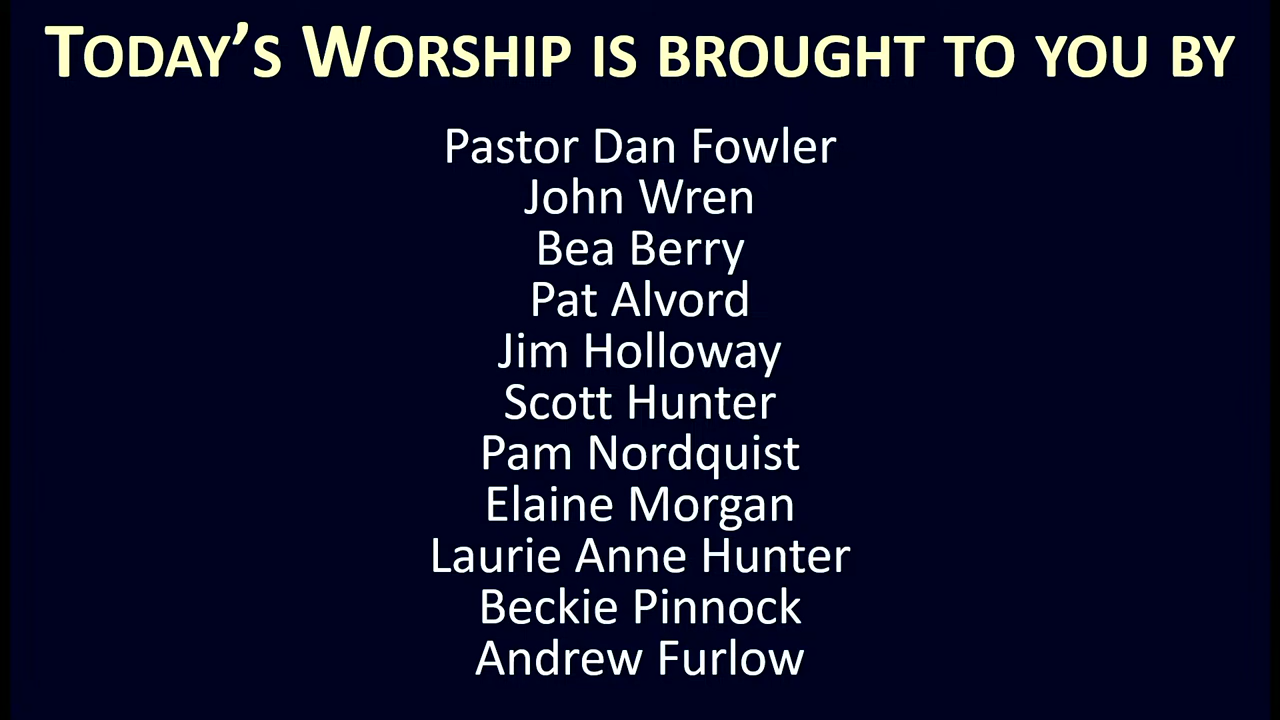 Today's Worship is brought to you by
Pastor Dan Fowler
John Wren
Bea Berry
Pat Alvord
Jim Holloway
Scott Hunter
Pam Nordquist
Elaine Morgan
Laurie Anne Hunter
Beckie Pinnock
Andrew Furlow